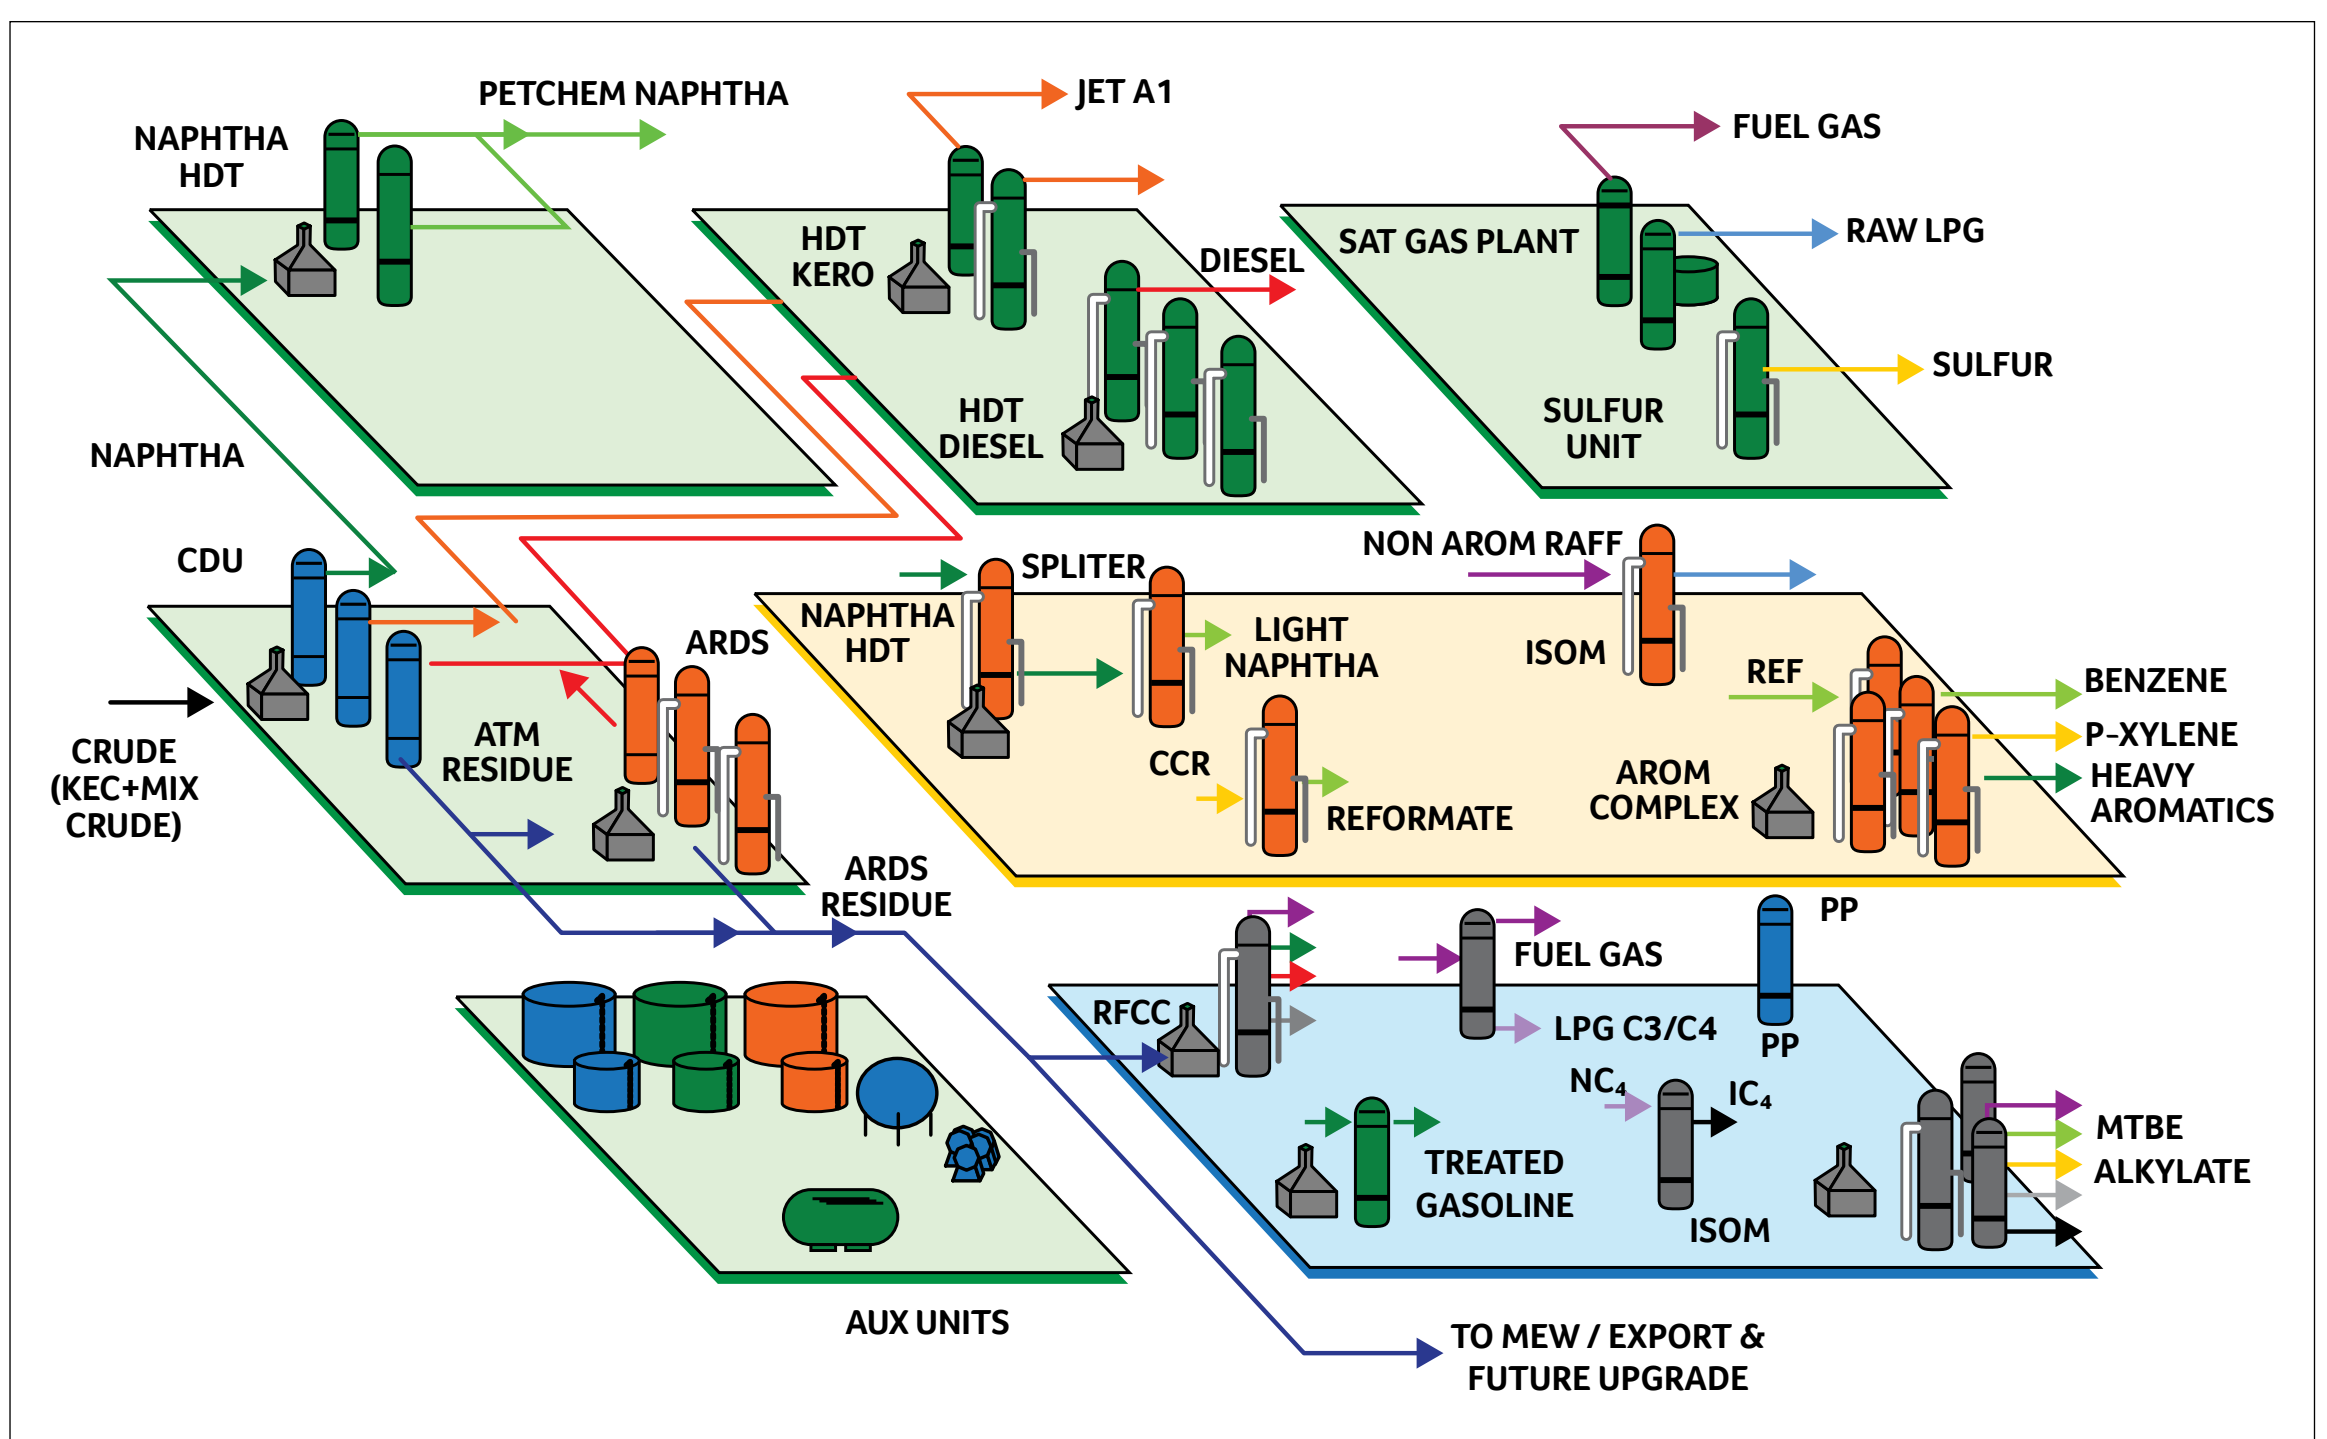 PETCHEM NAPHTHA
NAPHTHA
HDT
JET A1
HDT
KERO
DIESEL
HDT
DIESEL
FUEL GAS
SAT GAS PLANT
RAW LPG
SULFUR
SULFUR
UNIT
NAPHTHA
CDU
ARDS
ATM
RESIDUE
CRUDE
(KEC+MIX
CRUDE)
ARDS
RESIDUE
SPLITER
NAPHTHA
HDT
LIGHT
NAPHTHA
CCR
REFORMATE
NON AROM RAFF
ISOM
REF
AROM
COMPLEX
BENZENE
P-XYLENE
HEAVY
AROMATICS
RFCC
FUEL GAS
LPG C3/C4
PP
PP
NC₄
IC₄
ISOM
TREATED
GASOLINE
MTBE
ALKYLATE
AUX UNITS
TO MEW / EXPORT &
FUTURE UPGRADE